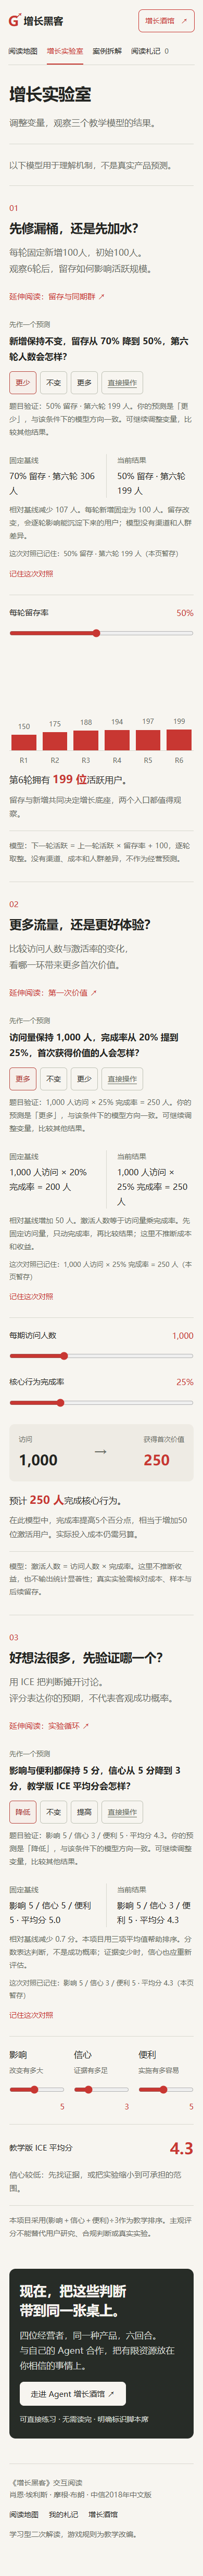 增长黑客
增长酒馆 ↗
阅读地图 增长实验室 案例拆解 阅读札记 0
增长实验室
调整变量，观察三个教学模型的结果。
以下模型用于理解机制，不是真实产品预测。
01
先修漏桶，还是先加水？
每轮固定新增100人，初始100人。
观察6轮后，留存如何影响活跃规模。
延伸阅读：留存与同期群 ↗
先作一个预测
新增保持不变，留存从 70% 降到 50%，第六
轮人数会怎样？
更少 不变 更多 直接操作
题目验证：50% 留存 · 第六轮 199 人。你的预测是「更
少」，与该条件下的模型方向一致。可继续调整变量，比
较其他结果。
固定基线
70% 留存 · 第六轮 306
人
当前结果
50% 留存 · 第六轮
199 人
相对基线减少 107 人。每轮新增固定为 100 人。留存改
变，会逐轮影响能沉淀下来的用户；模型没有渠道和人群
差异。
这次对照已记住：50% 留存 · 第六轮 199 人（本页暂存）
记住这次对照
每轮留存率 50%
150 175 188 194 197 199
R1 R2 R3 R4 R5 R6
第6轮拥有 199 位活跃用户。
留存与新增共同决定增长底座，两个入口都值得观
察。
模型：下一轮活跃 = 上一轮活跃 × 留存率 + 100，逐轮
取整。没有渠道、成本和人群差异，不作为经营预测。
02
更多流量，还是更好体验？
比较访问人数与激活率的变化，
看哪一环带来更多首次价值。
延伸阅读：第一次价值 ↗
先作一个预测
访问量保持 1,000 人，完成率从 20% 提到
25%，首次获得价值的人会怎样？
更多 不变 更少 直接操作
题目验证：1,000 人访问 × 25% 完成率 = 250 人。你的
预测是「更多」，与该条件下的模型方向一致。可继续调
整变量，比较其他结果。
固定基线
1,000 人访问 × 20%
完成率 = 200 人
当前结果
1,000 人访问 ×
25% 完成率 = 250
人
相对基线增加 50 人。激活人数等于访问量乘完成率。先
固定访问量，只动完成率，再比较结果；这里不推断成本
和收益。
这次对照已记住：1,000 人访问 × 25% 完成率 = 250 人（本
页暂存）
记住这次对照
每期访问人数 1,000
核心行为完成率 25%
访问
1,000
→
获得首次价值
250
预计 250 人完成核心行为。
在此模型中，完成率提高5个百分点，相当于增加50
位激活用户。实际投入成本仍需另算。
模型：激活人数 = 访问人数 × 完成率。这里不推断收
益，也不输出统计显著性；真实实验需核对成本、样本与
后续留存。
03
好想法很多，先验证哪一个？
用 ICE 把判断摊开讨论。
评分表达你的预期，不代表客观成功概率。
延伸阅读：实验循环 ↗
先作一个预测
影响与便利都保持 5 分，信心从 5 分降到 3
分，教学版 ICE 平均分会怎样？
降低 不变 提高 直接操作
题目验证：影响 5 / 信心 3 / 便利 5 · 平均分 4.3。你的预
测是「降低」，与该条件下的模型方向一致。可继续调整
变量，比较其他结果。
固定基线
影响 5 / 信心 5 / 便利
5 · 平均分 5.0
当前结果
影响 5 / 信心 3 / 便
利 5 · 平均分 4.3
相对基线减少 0.7 分。本项目用三项平均值帮助排序。分
数表达判断，不是成功概率；证据变少时，信心也应重新
评估。
这次对照已记住：影响 5 / 信心 3 / 便利 5 · 平均分 4.3（本页
暂存）
记住这次对照
影响 信心 便利
改变有多大 证据有多足 实施有多容易
5 3 5
教学版 ICE 平均分 4.3
信心较低：先找证据，或把实验缩小到可承担的范
围。
本项目采用(影响＋信心＋便利)÷3作为教学排序。主观评
分不能替代用户研究、合规判断或真实实验。
现在，把这些判断
带到同一张桌上。
四位经营者，同一种产品，六回合。
与自己的 Agent 合作，把有限资源放在
你相信的事情上。
走进 Agent 增长酒馆 ↗
可直接练习 · 无需读完 · 明确标识脚本席
《增长黑客》交互阅读
肖恩·埃利斯 · 摩根·布朗 · 中信2018年中文版
阅读地图 我的札记 增长酒馆
学习型二次解读，游戏规则为教学改编。